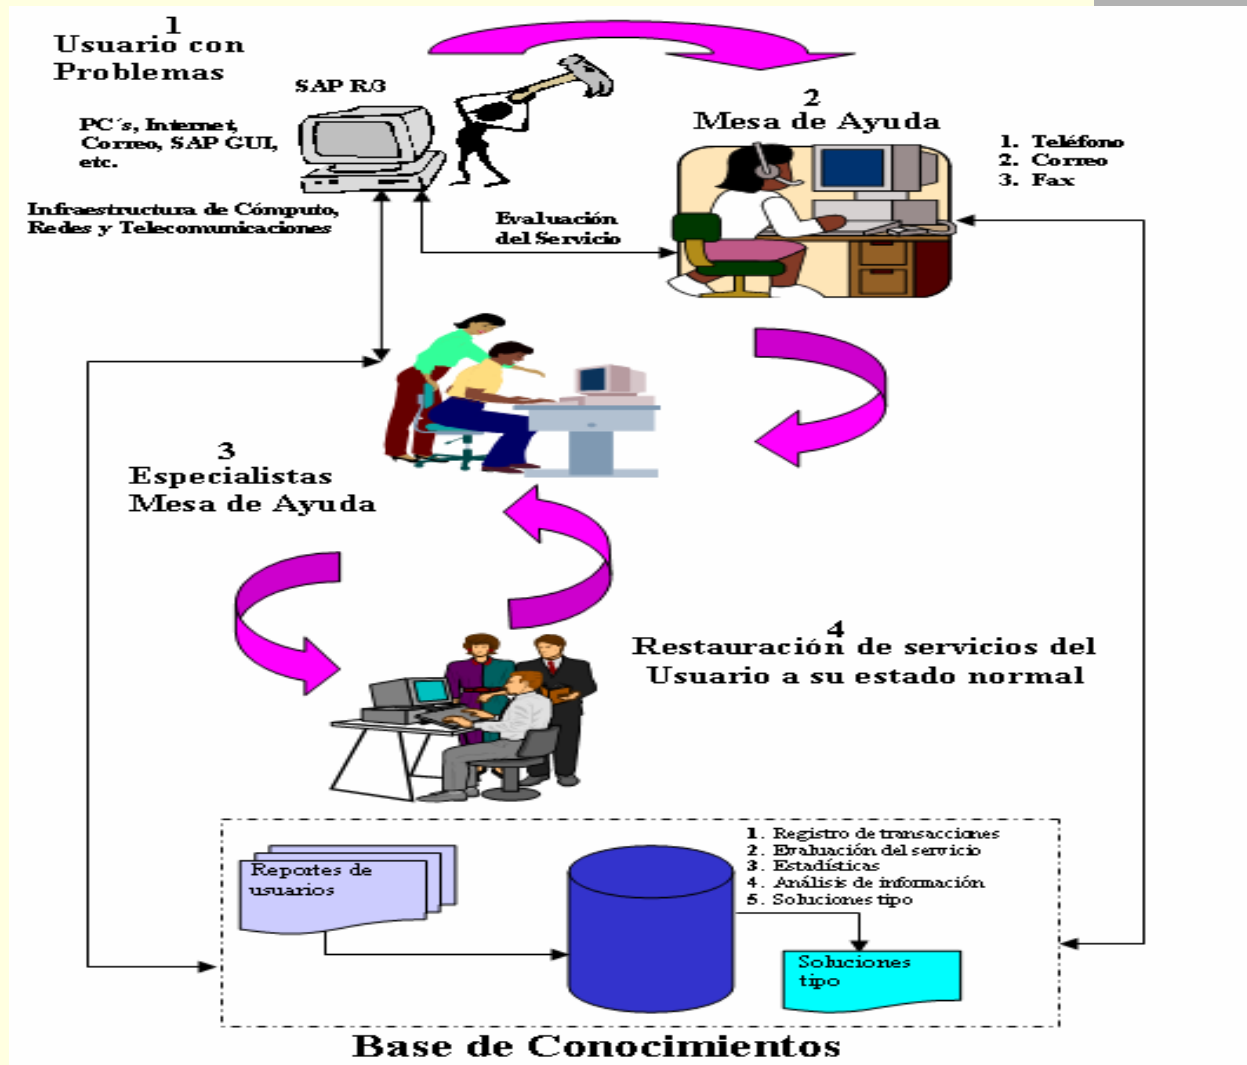 1
Usuario con
Problemas
SAP R/3
PC´s, Internet,
Correo, SAP GUI,
etc.
Infraestructura de Cómputo,
Redes y Telecomunicaciones
2
Mesa de Ayuda
1. Teléfono
2. Correo
3. Fax
Evaluación
del Servicio
3
Especialistas
Mesa de Ayuda
4
Restauración de servicios del
Usuario a su estado normal
Reportes de
usuarios
1. Registro de transacciones
2. Evaluación del servicio
3. Estadísticas
4. Análisis de información
5. Soluciones tipo
Soluciones
tipo
Base de Conocimientos